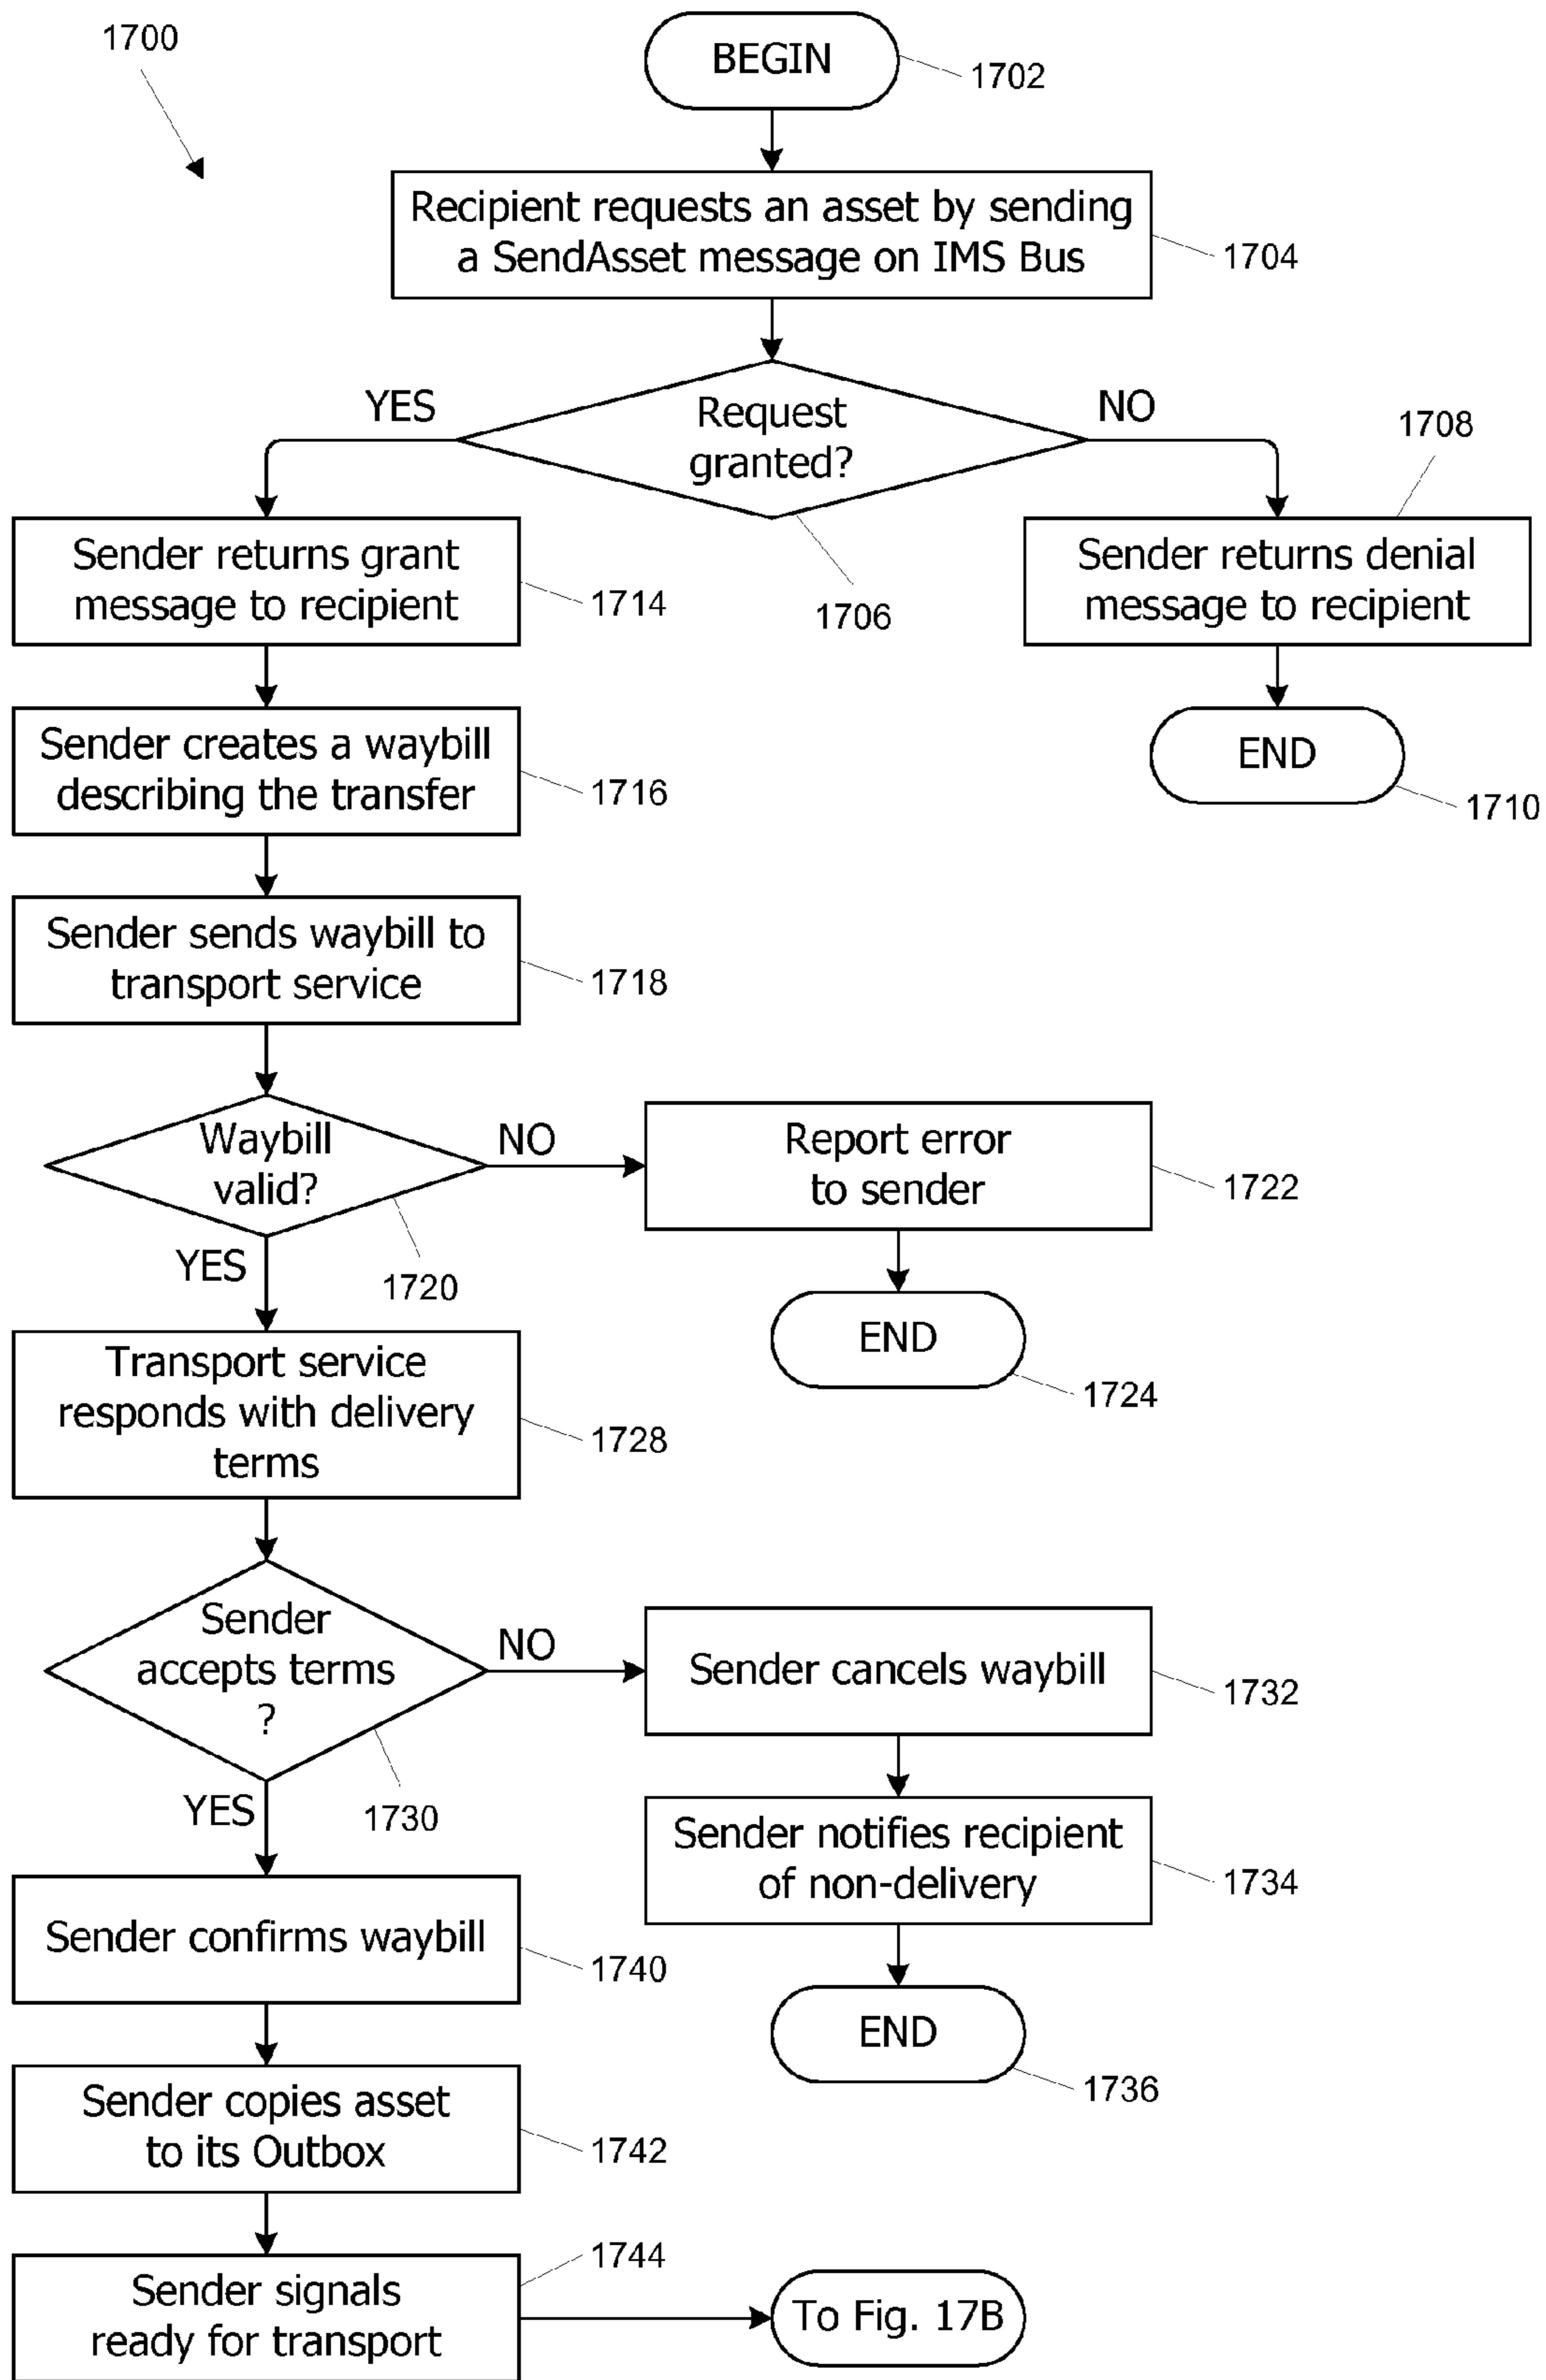 1700
BEGIN
1702
Recipient requests an asset by sending
a SendAsset message on IMS Bus
1704
YES
Request
granted?
NO
1706
1708
Sender returns grant
message to recipient
1714
Sender returns denial
message to recipient
Sender creates a waybill
describing the transfer
1716
END
1710
Sender sends waybill to
transport service
1718
Waybill
valid?
NO
YES
1720
Report error
to sender
1722
END
1724
Transport service
responds with delivery
terms
1728
Sender
accepts terms
?
NO
YES
1730
Sender cancels waybill
1732
Sender notifies recipient
of non-delivery
1734
END
1736
Sender confirms waybill
1740
Sender copies asset
to its Outbox
1742
Sender signals
ready for transport
1744
To Fig. 17B